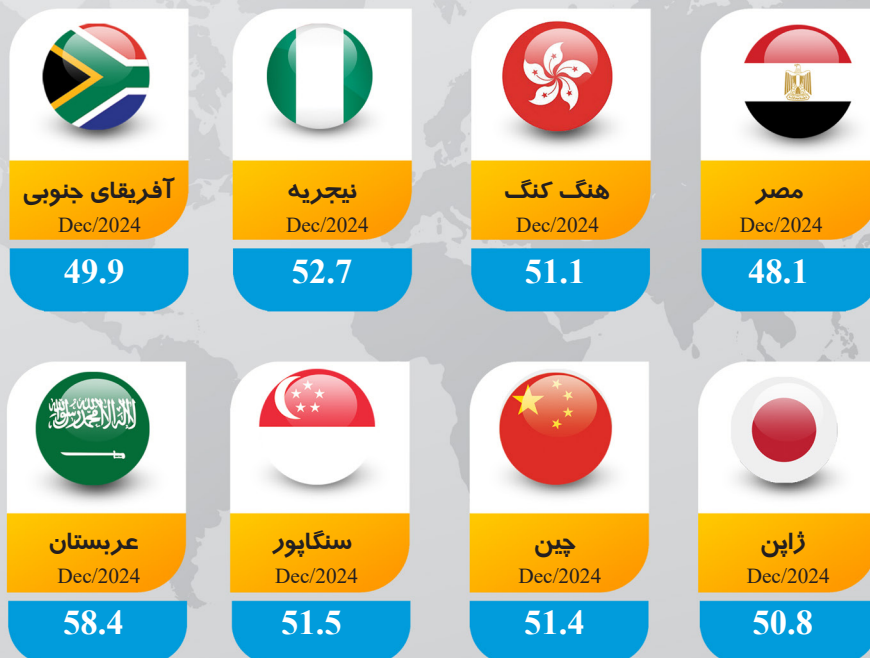 مصر
Dec/2024
48.1
هنگ کنگ
Dec/2024
51.1
نیجریه
Dec/2024
52.7
آفریقای جنوبی
Dec/2024
49.9
ژاپن
Dec/2024
50.8
چین
Dec/2024
51.4
سنگاپور
Dec/2024
51.5
عربستان
Dec/2024
58.4